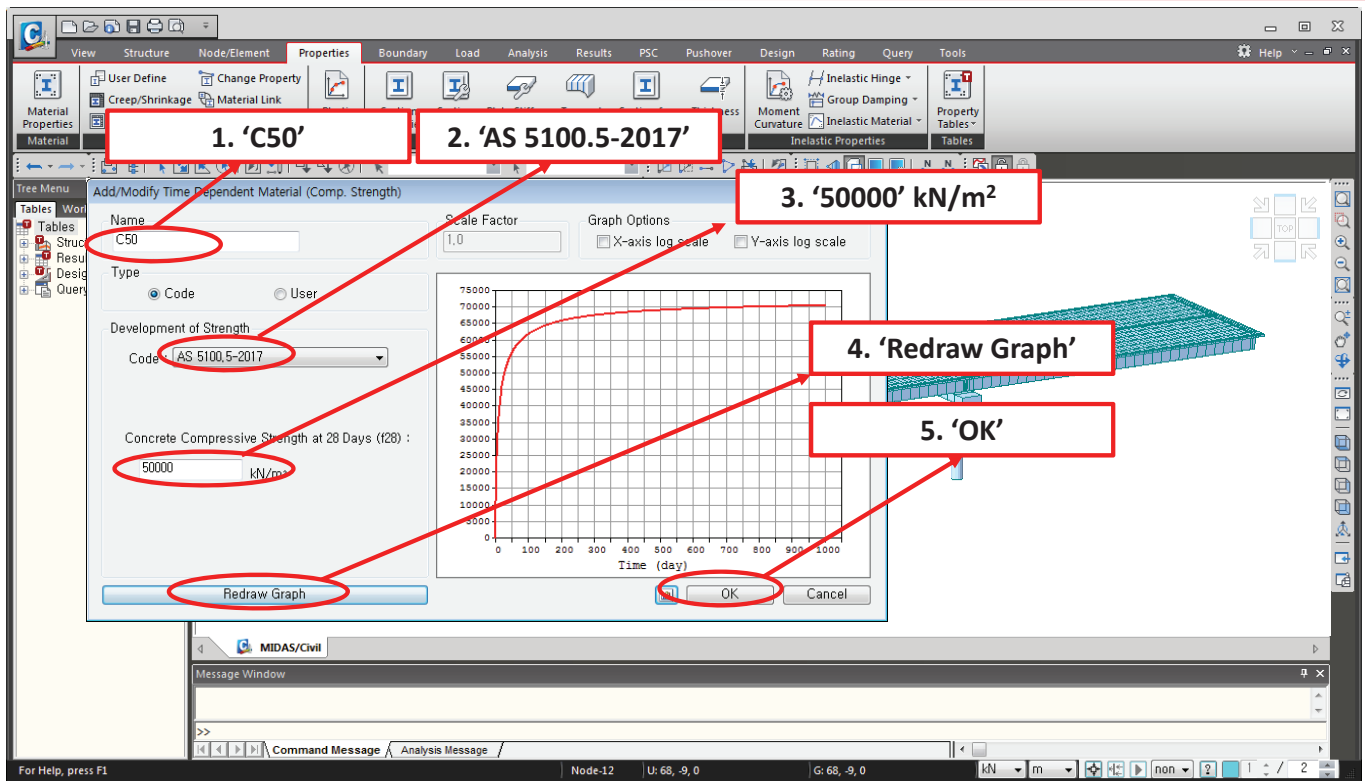 View Structure Node/Element Properties Boundary Load Analysis Results PSC Pushover Design Rating Query Tools Help
User Define Change Property Inelastic Hinge
Creep/Shrinkage Material Link Group Damping
Material Properties Moment Curvature Inelastic Material Property Tables
Material Inelastic Properties Tables
1. ‘C50’
2. ‘AS 5100.5-2017’
3. ‘50000’ kN/m²
4. ‘Redraw Graph’
5. ‘OK’
Tree Menu
Tables
Tables
Add/Modify Time Dependent Material (Comp. Strength)
Name
C50
Scale Factor
1,0
Graph Options
X-axis log scale Y-axis log scale
Type
Code User
Development of Strength
Code : AS 5100,5-2017
Concrete Compressive Strength at 28 Days (f28) :
50000 kN/m²
75000
70000
65000
60000
55000
50000
45000
40000
35000
30000
25000
20000
15000
10000
5000
0
0 100 200 300 400 500 600 700 800 900 1000
Time (day)
Redraw Graph
OK Cancel
TOP
MIDAS/Civil
Message Window
>>
Command Message Analysis Message
For Help, press F1 Node-12 U: 68, -9, 0 G: 68, -9, 0 kN m non ? 1 / 2